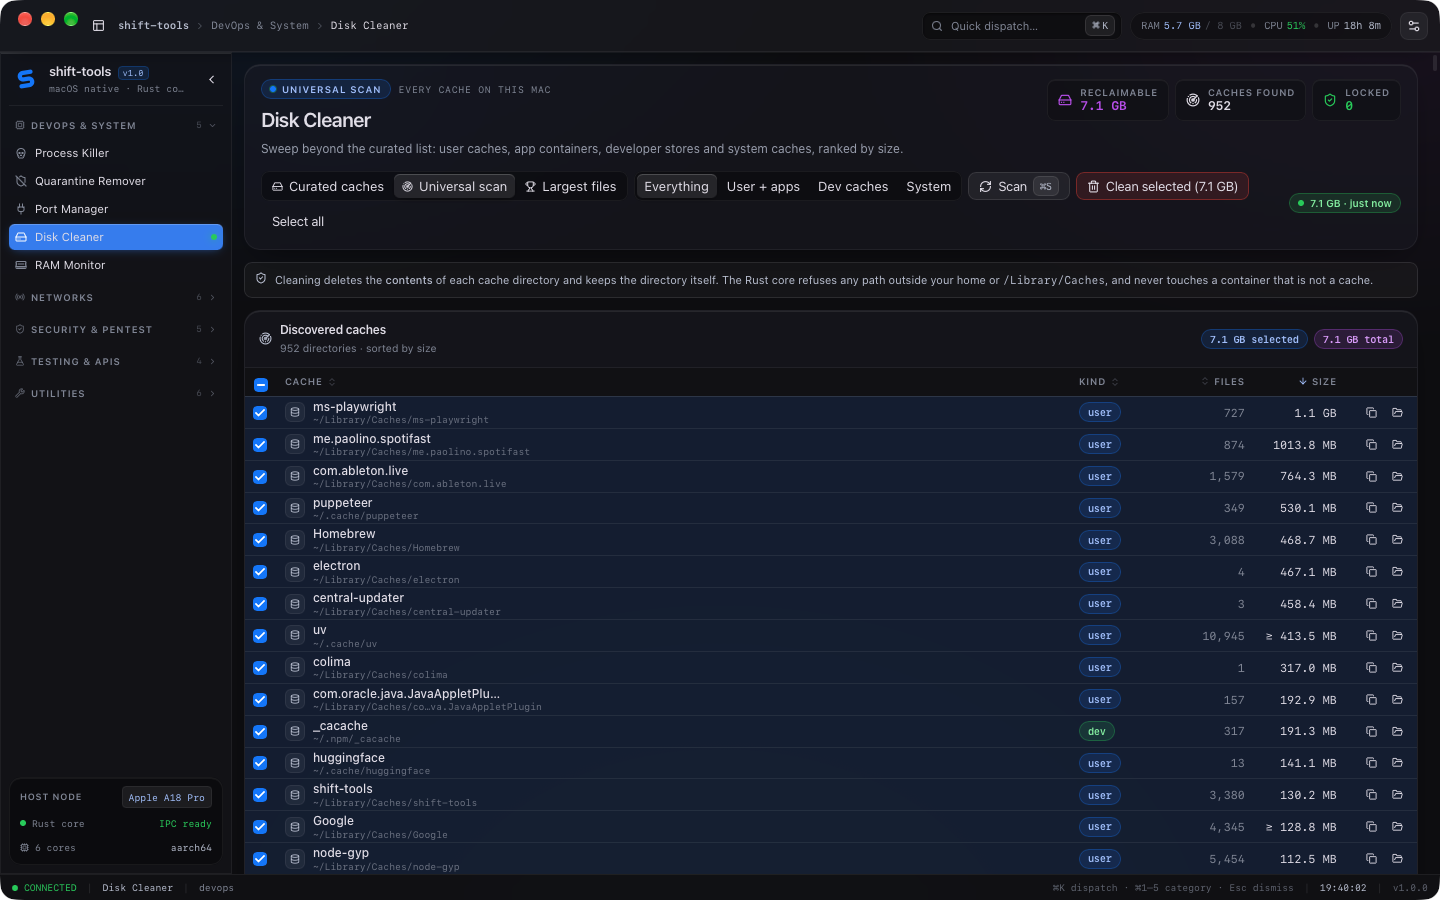 shift-tools › DevOps & System › Disk Cleaner
Quick dispatch... ⌘K
RAM 5.7 GB / 8 GB • CPU 51% • UP 18h 8m
shift-tools v1.0
macOS native · Rust co...
DEVOPS & SYSTEM 5
Process Killer
Quarantine Remover
Port Manager
Disk Cleaner
RAM Monitor
NETWORKS 6
SECURITY & PENTEST 5
TESTING & APIS 4
UTILITIES 6
HOST NODE Apple A18 Pro
Rust core IPC ready
6 cores aarch64
UNIVERSAL SCAN EVERY CACHE ON THIS MAC
Disk Cleaner
Sweep beyond the curated list: user caches, app containers, developer stores and system caches, ranked by size.
RECLAIMABLE 7.1 GB
CACHES FOUND 952
LOCKED 0
Curated caches Universal scan Largest files Everything User + apps Dev caches System Scan ⌘S Clean selected (7.1 GB)
Select all
7.1 GB · just now
Cleaning deletes the contents of each cache directory and keeps the directory itself. The Rust core refuses any path outside your home or /Library/Caches, and never touches a container that is not a cache.
Discovered caches
952 directories · sorted by size
7.1 GB selected 7.1 GB total
CACHE KIND FILES SIZE
ms-playwright user 727 1.1 GB
~/Library/Caches/ms-playwright
me.paolino.spotifast user 874 1013.8 MB
~/Library/Caches/me.paolino.spotifast
com.ableton.live user 1,579 764.3 MB
~/Library/Caches/com.ableton.live
puppeteer user 349 530.1 MB
~/.cache/puppeteer
Homebrew user 3,088 468.7 MB
~/Library/Caches/Homebrew
electron user 4 467.1 MB
~/Library/Caches/electron
central-updater user 3 458.4 MB
~/Library/Caches/central-updater
uv user 10,945 ≥ 413.5 MB
~/.cache/uv
colima user 1 317.0 MB
~/Library/Caches/colima
com.oracle.java.JavaAppletPlu... user 157 192.9 MB
~/Library/Caches/co…va.JavaAppletPlugin
_cacache dev 317 191.3 MB
~/.npm/_cacache
huggingface user 13 141.1 MB
~/.cache/huggingface
shift-tools user 3,380 130.2 MB
~/Library/Caches/shift-tools
Google user 4,345 ≥ 128.8 MB
~/Library/Caches/Google
node-gyp user 5,454 112.5 MB
~/Library/Caches/node-gyp
CONNECTED | Disk Cleaner | devops
⌘K dispatch · ⌘1—5 category · Esc dismiss | 19:40:02 | v1.0.0